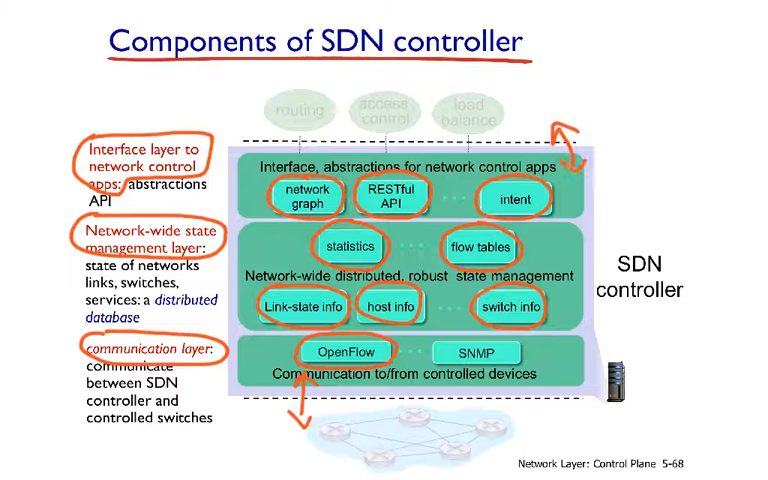 Components of SDN controller
routing
access
control
load
balance
Interface layer to
network control
apps: abstractions
API
Interface, abstractions for network control apps
network
graph
RESTful
API
intent
Network-wide state
management layer:
state of networks
links, switches,
services: a distributed
database
statistics
flow tables
Network-wide distributed, robust state management
Link-state info
host info
switch info
SDN
controller
communication layer:
communicate
between SDN
controller and
controlled switches
OpenFlow
SNMP
Communication to/from controlled devices
Network Layer: Control Plane 5-68